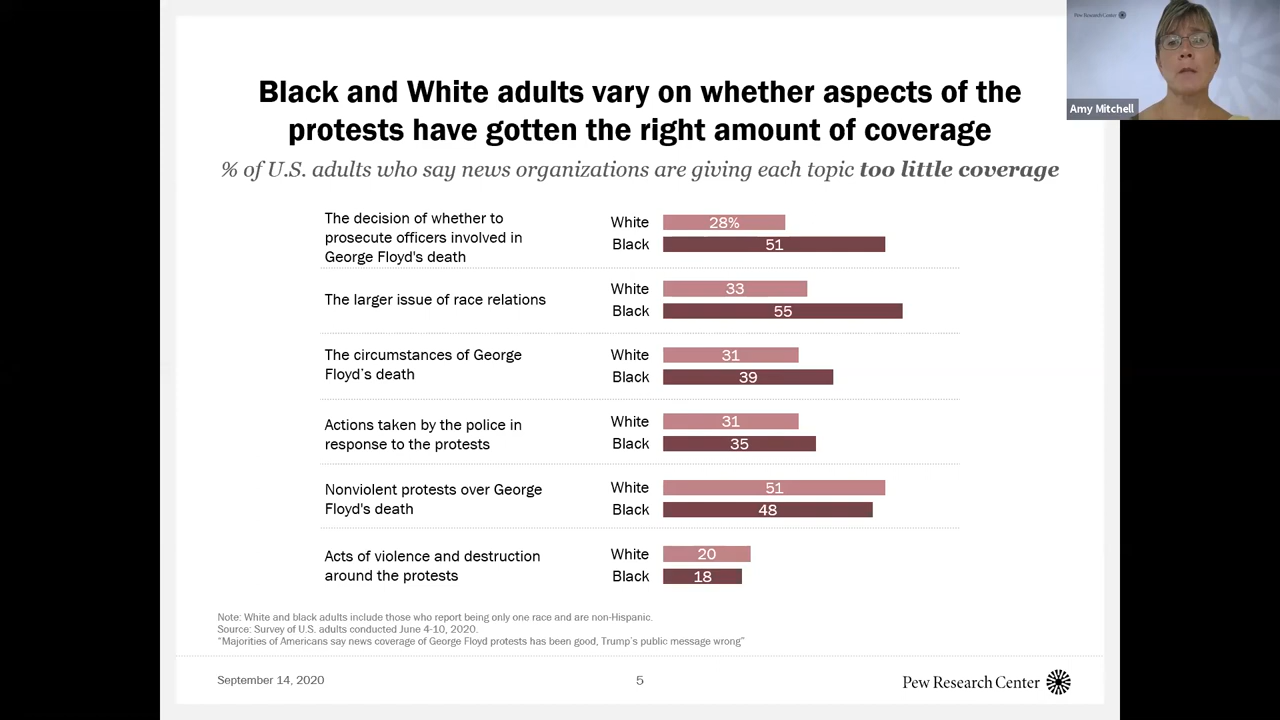 Pew Research Center
Amy Mitchell
Black and White adults vary on whether aspects of the
protests have gotten the right amount of coverage
% of U.S. adults who say news organizations are giving each topic too little coverage
The decision of whether to
prosecute officers involved in
George Floyd's death
White 28%
Black 51
The larger issue of race relations
White 33
Black 55
The circumstances of George
Floyd’s death
White 31
Black 39
Actions taken by the police in
response to the protests
White 31
Black 35
Nonviolent protests over George
Floyd's death
White 51
Black 48
Acts of violence and destruction
around the protests
White 20
Black 18
Note: White and black adults include those who report being only one race and are non-Hispanic.
Source: Survey of U.S. adults conducted June 4-10, 2020.
“Majorities of Americans say news coverage of George Floyd protests has been good, Trump’s public message wrong”
September 14, 2020
5
Pew Research Center